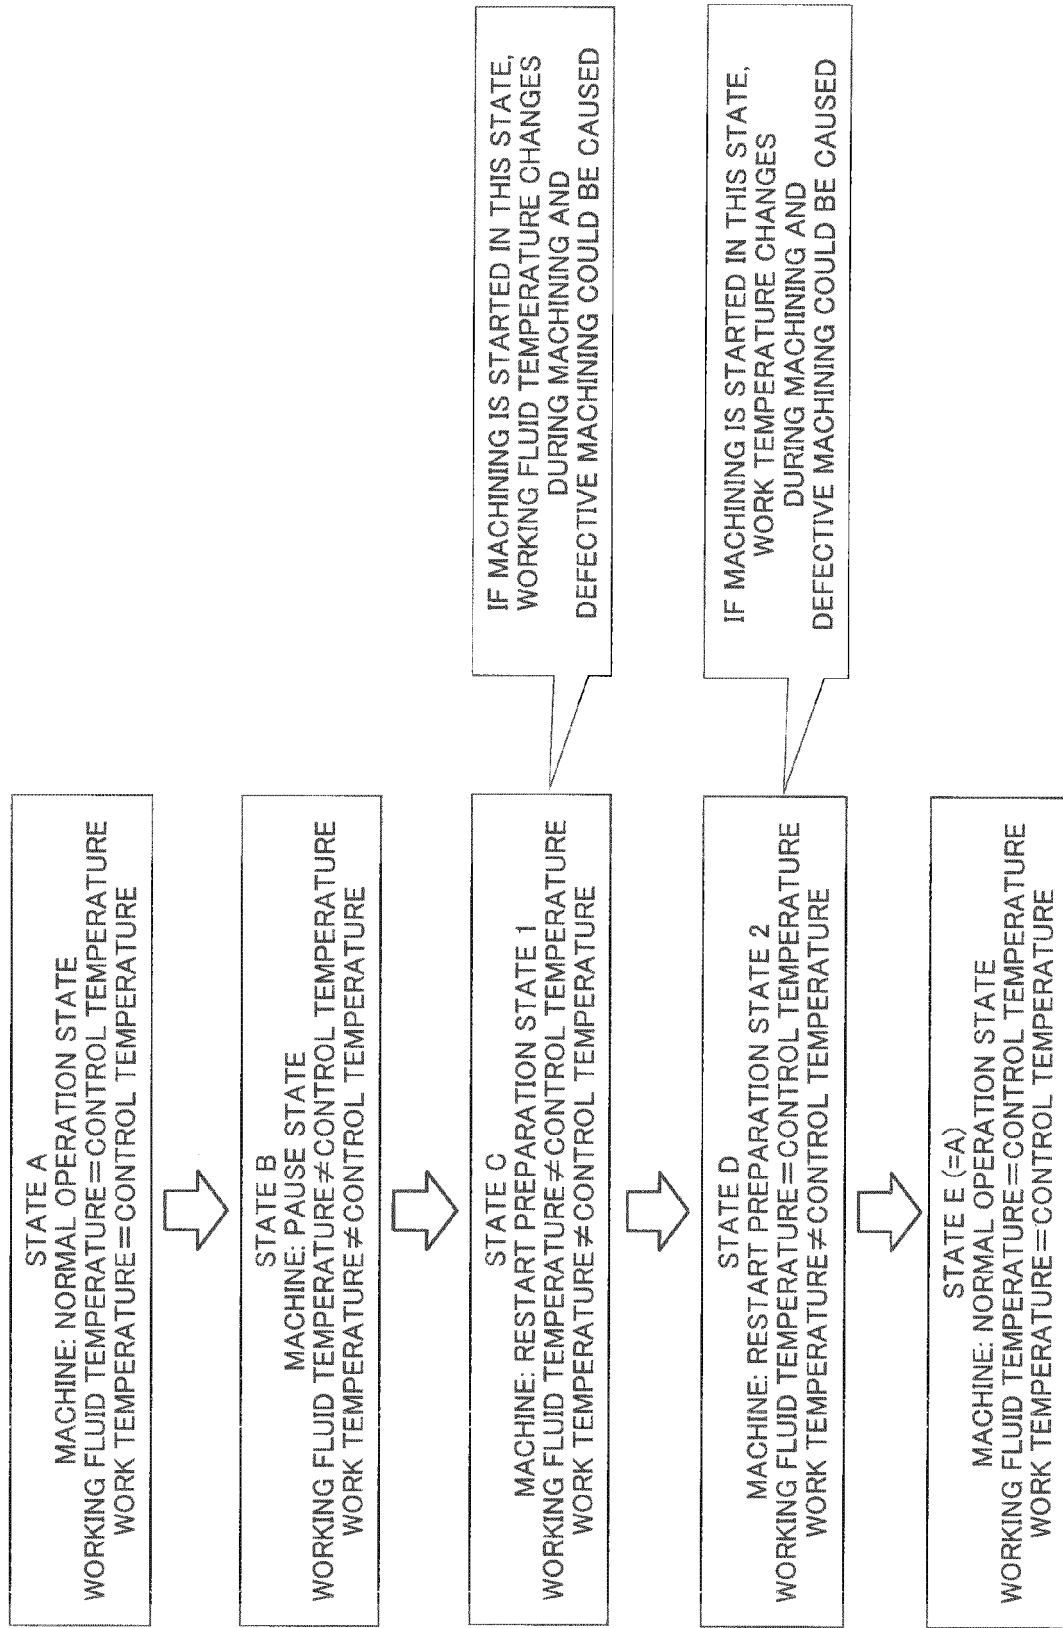 STATE A
MACHINE: NORMAL OPERATION STATE
WORKING FLUID TEMPERATURE=CONTROL TEMPERATURE
WORK TEMPERATURE=CONTROL TEMPERATURE
STATE B
MACHINE: PAUSE STATE
WORKING FLUID TEMPERATURE≠CONTROL TEMPERATURE
WORK TEMPERATURE≠CONTROL TEMPERATURE
STATE C
MACHINE: RESTART PREPARATION STATE 1
WORKING FLUID TEMPERATURE≠CONTROL TEMPERATURE
WORK TEMPERATURE≠CONTROL TEMPERATURE
IF MACHINING IS STARTED IN THIS STATE,
WORKING FLUID TEMPERATURE CHANGES
DURING MACHINING AND
DEFECTIVE MACHINING COULD BE CAUSED
STATE D
MACHINE: RESTART PREPARATION STATE 2
WORKING FLUID TEMPERATURE=CONTROL TEMPERATURE
WORK TEMPERATURE≠CONTROL TEMPERATURE
IF MACHINING IS STARTED IN THIS STATE,
WORK TEMPERATURE CHANGES
DURING MACHINING AND
DEFECTIVE MACHINING COULD BE CAUSED
STATE E (=A)
MACHINE: NORMAL OPERATION STATE
WORKING FLUID TEMPERATURE=CONTROL TEMPERATURE
WORK TEMPERATURE=CONTROL TEMPERATURE